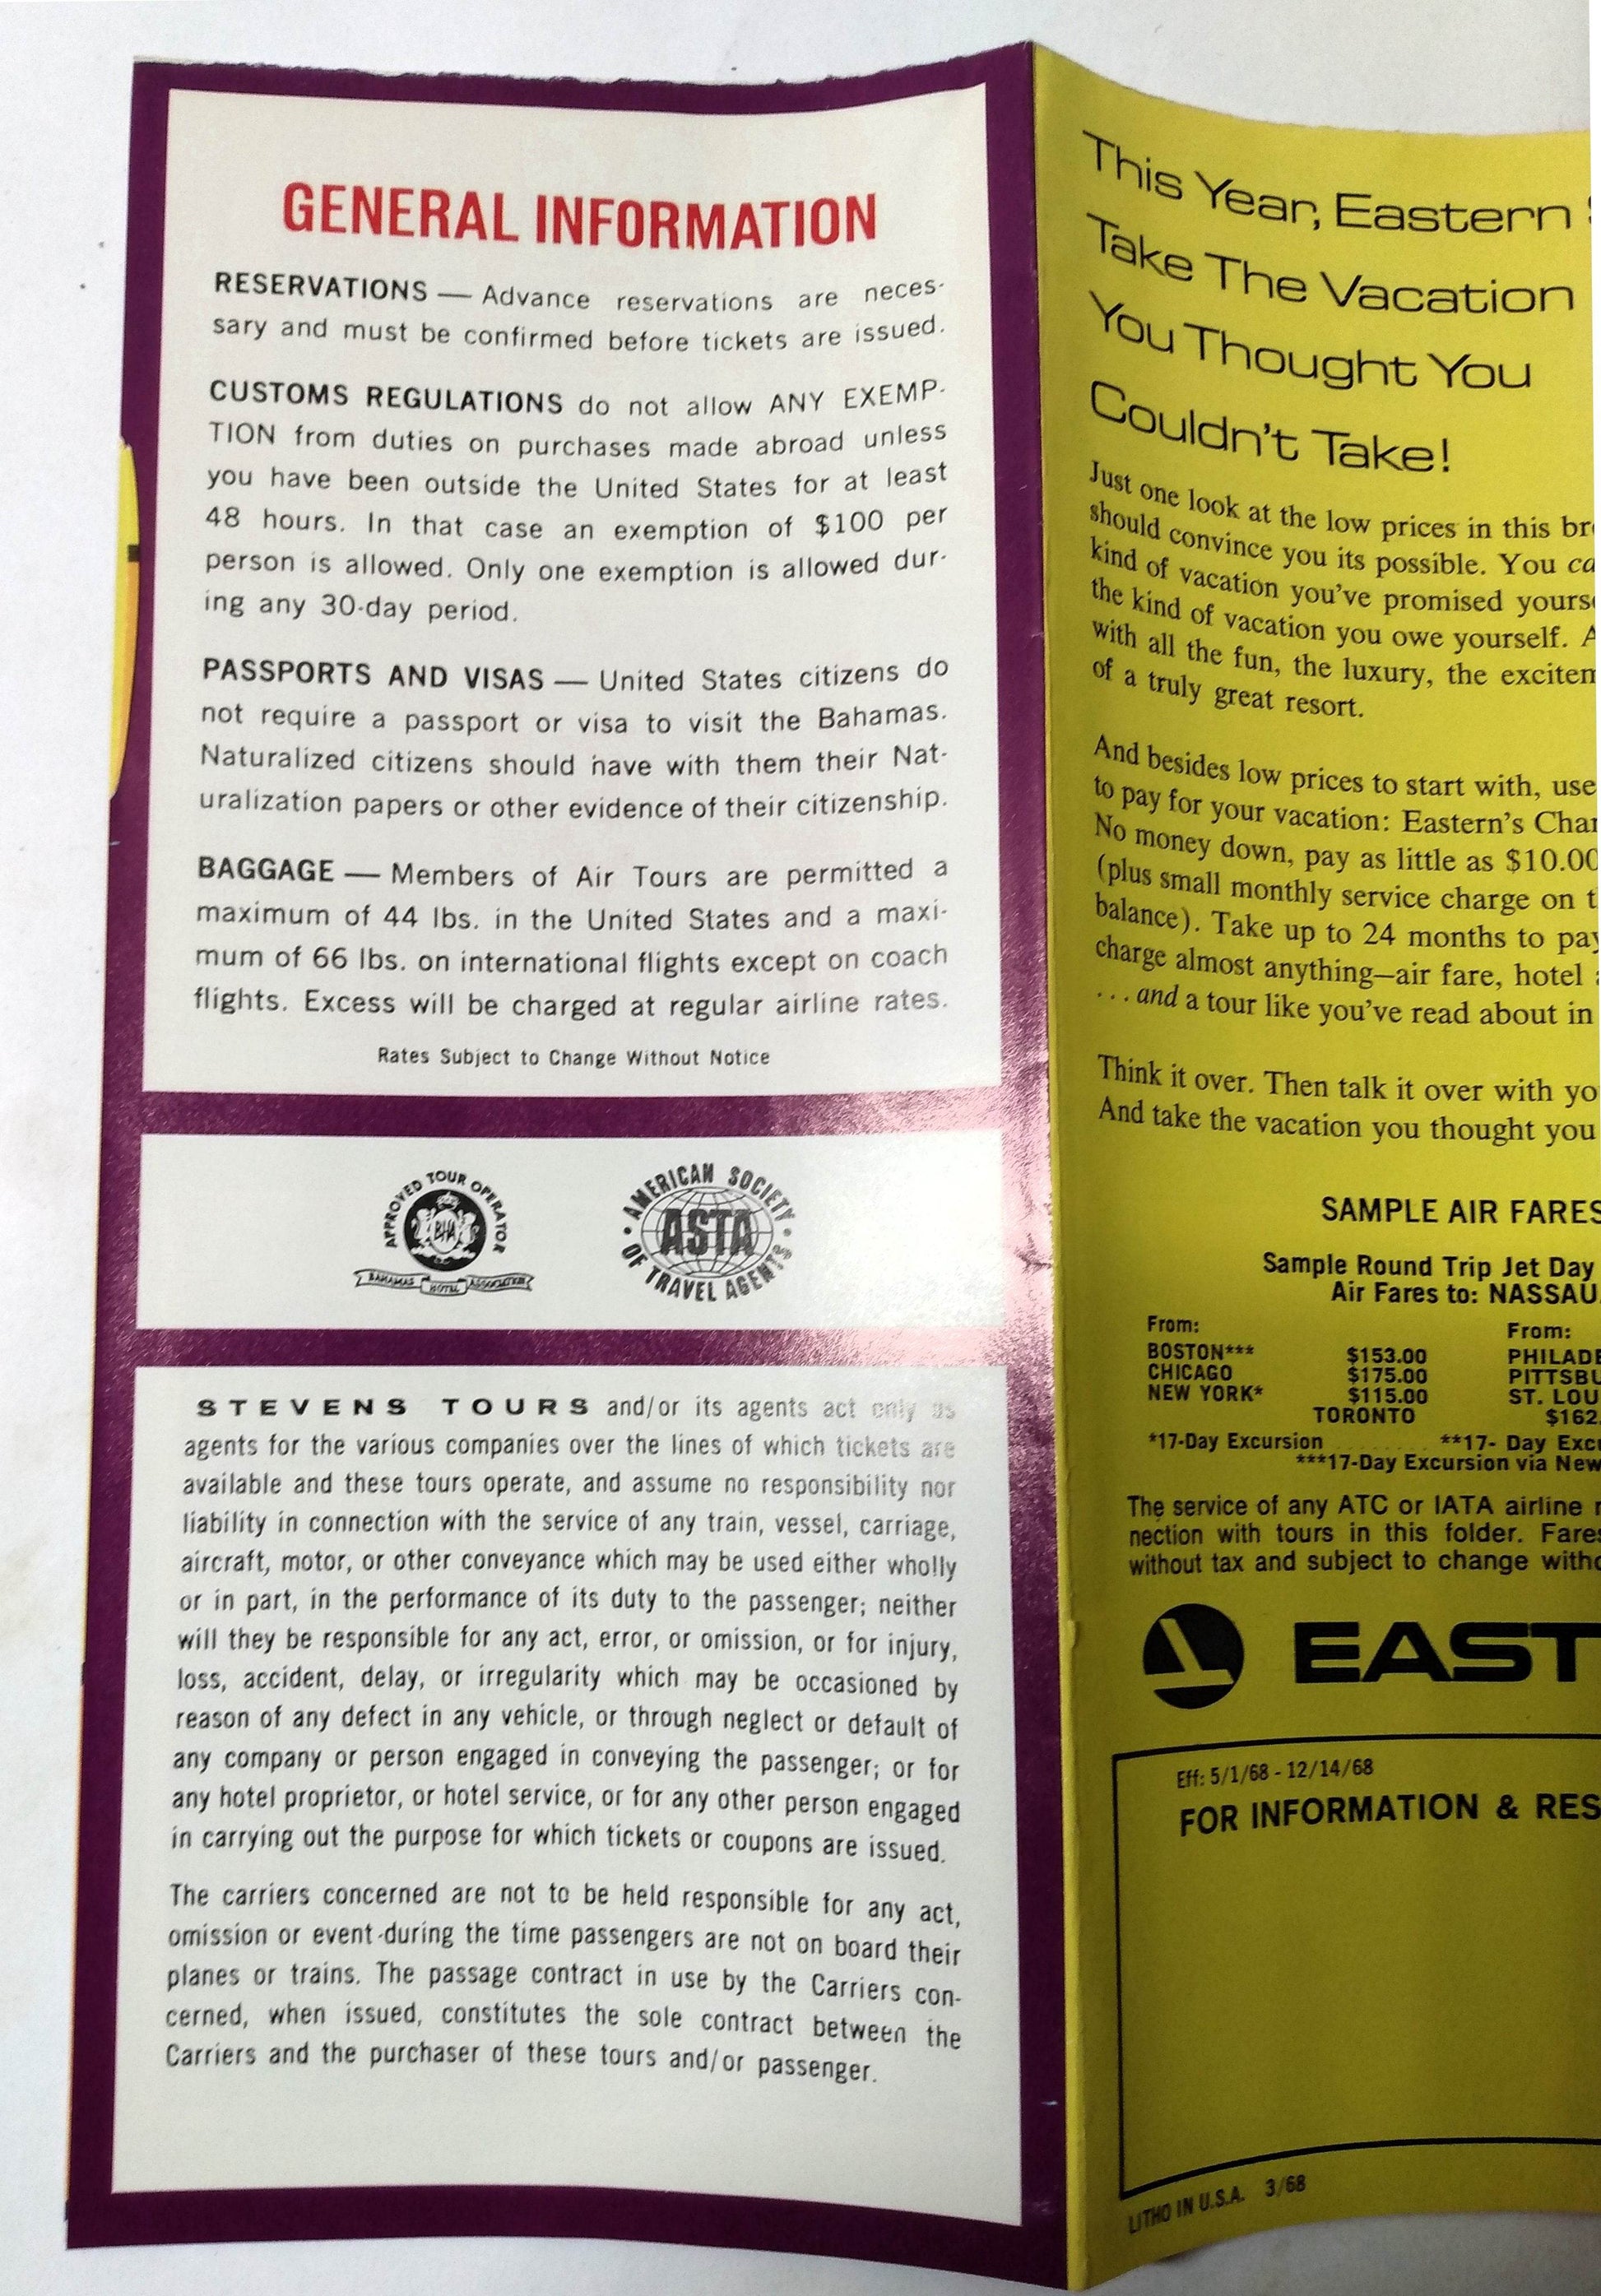 GENERAL INFORMATION
RESERVATIONS — Advance reservations are neces-
sary and must be confirmed before tickets are issued.
CUSTOMS REGULATIONS do not allow ANY EXEMP-
TION from duties on purchases made abroad unless
you have been outside the United States for at least
48 hours. In that case an exemption of $100 per
person is allowed. Only one exemption is allowed dur-
ing any 30-day period.
PASSPORTS AND VISAS — United States citizens do
not require a passport or visa to visit the Bahamas.
Naturalized citizens should have with them their Nat-
uralization papers or other evidence of their citizenship.
BAGGAGE — Members of Air Tours are permitted a
maximum of 44 lbs. in the United States and a maxi-
mum of 66 lbs. on international flights except on coach
flights. Excess will be charged at regular airline rates.
Rates Subject to Change Without Notice
APPROVED TOUR OPERATOR
BHA
BAHAMAS HOTEL ASSOCIATION
AMERICAN SOCIETY
ASTA
OF TRAVEL AGENTS
STEVENS TOURS and/or its agents act only as
agents for the various companies over the lines of which tickets are
available and these tours operate, and assume no responsibility nor
liability in connection with the service of any train, vessel, carriage,
aircraft, motor, or other conveyance which may be used either wholly
or in part, in the performance of its duty to the passenger; neither
will they be responsible for any act, error, or omission, or for injury,
loss, accident, delay, or irregularity which may be occasioned by
reason of any defect in any vehicle, or through neglect or default of
any company or person engaged in conveying the passenger; or for
any hotel proprietor, or hotel service, or for any other person engaged
in carrying out the purpose for which tickets or coupons are issued.
The carriers concerned are not to be held responsible for any act,
omission or event during the time passengers are not on board their
planes or trains. The passage contract in use by the Carriers con-
cerned, when issued, constitutes the sole contract between the
Carriers and the purchaser of these tours and/or passenger.
This Year, Eastern
Take The Vacation
You Thought You
Couldn't Take!
Just one look at the low prices in this br
should convince you its possible. You ca
kind of vacation you've promised yourse
the kind of vacation you owe yourself. A
with all the fun, the luxury, the excitem
of a truly great resort.
And besides low prices to start with, use
to pay for your vacation: Eastern's Char
No money down, pay as little as $10.00
(plus small monthly service charge on t
balance). Take up to 24 months to pay
charge almost anything—air fare, hotel
...and a tour like you've read about in
Think it over. Then talk it over with yo
And take the vacation you thought you
SAMPLE AIR FARES
Sample Round Trip Jet Day
Air Fares to: NASSAU
From: From:
BOSTON*** $153.00 PHILADE
CHICAGO $175.00 PITTSBU
NEW YORK* $115.00 ST. LOU
TORONTO $162.
*17-Day Excursion **17- Day Excu
***17-Day Excursion via New
The service of any ATC or IATA airline
nection with tours in this folder. Fares
without tax and subject to change witho
EAST
Eff: 5/1/68 - 12/14/68
FOR INFORMATION & RES
LITHO IN U.S.A. 3/68